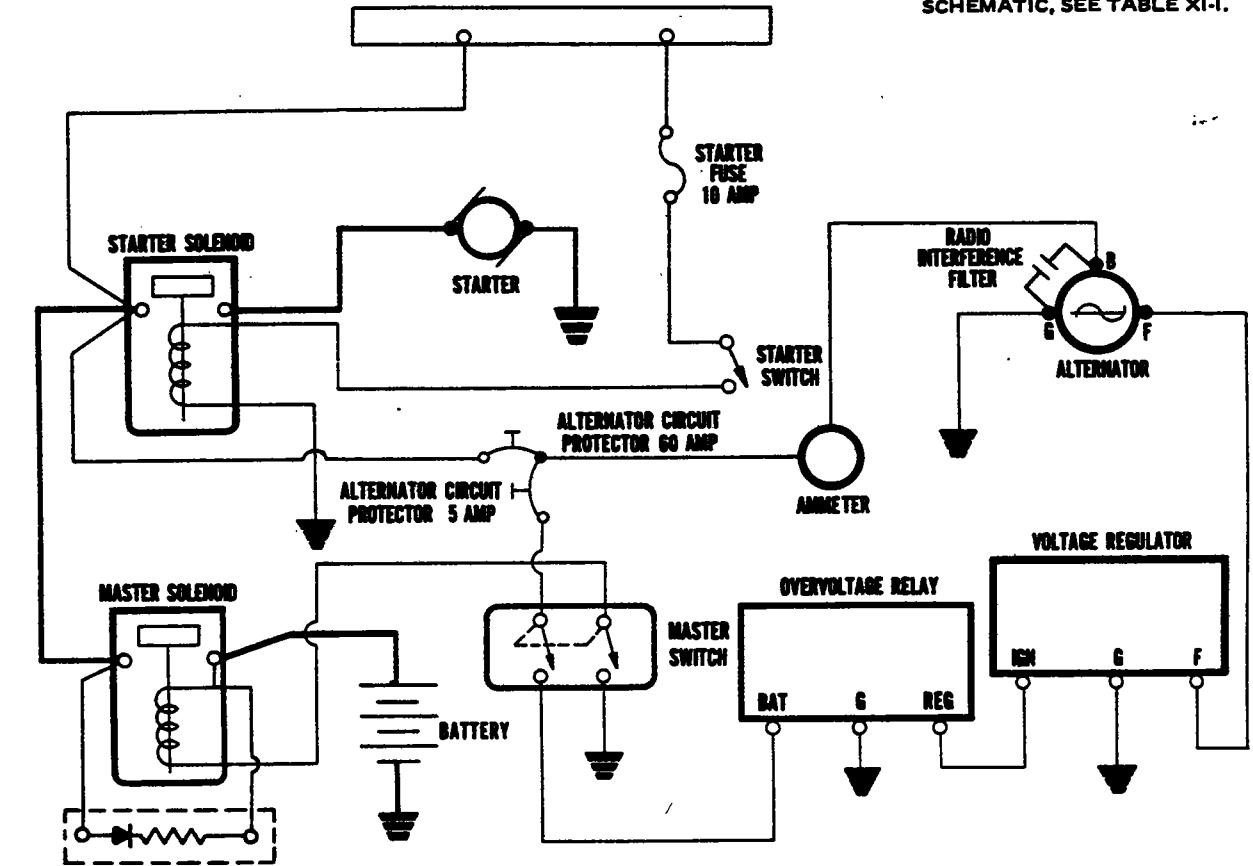 SCHEMATIC, SEE TABLE XI-I.
STARTER
FUSE
10 AMP
STARTER SOLENOID
STARTER
RADIO
INTERFERENCE
FILTER
B
G
F
ALTERNATOR
STARTER
SWITCH
ALTERNATOR CIRCUIT
PROTECTOR 60 AMP
ALTERNATOR CIRCUIT
PROTECTOR 5 AMP
AMMETER
VOLTAGE REGULATOR
MASTER SOLENOID
OVERVOLTAGE RELAY
MASTER
SWITCH
IGN
G
F
BAT
G
REG
BATTERY